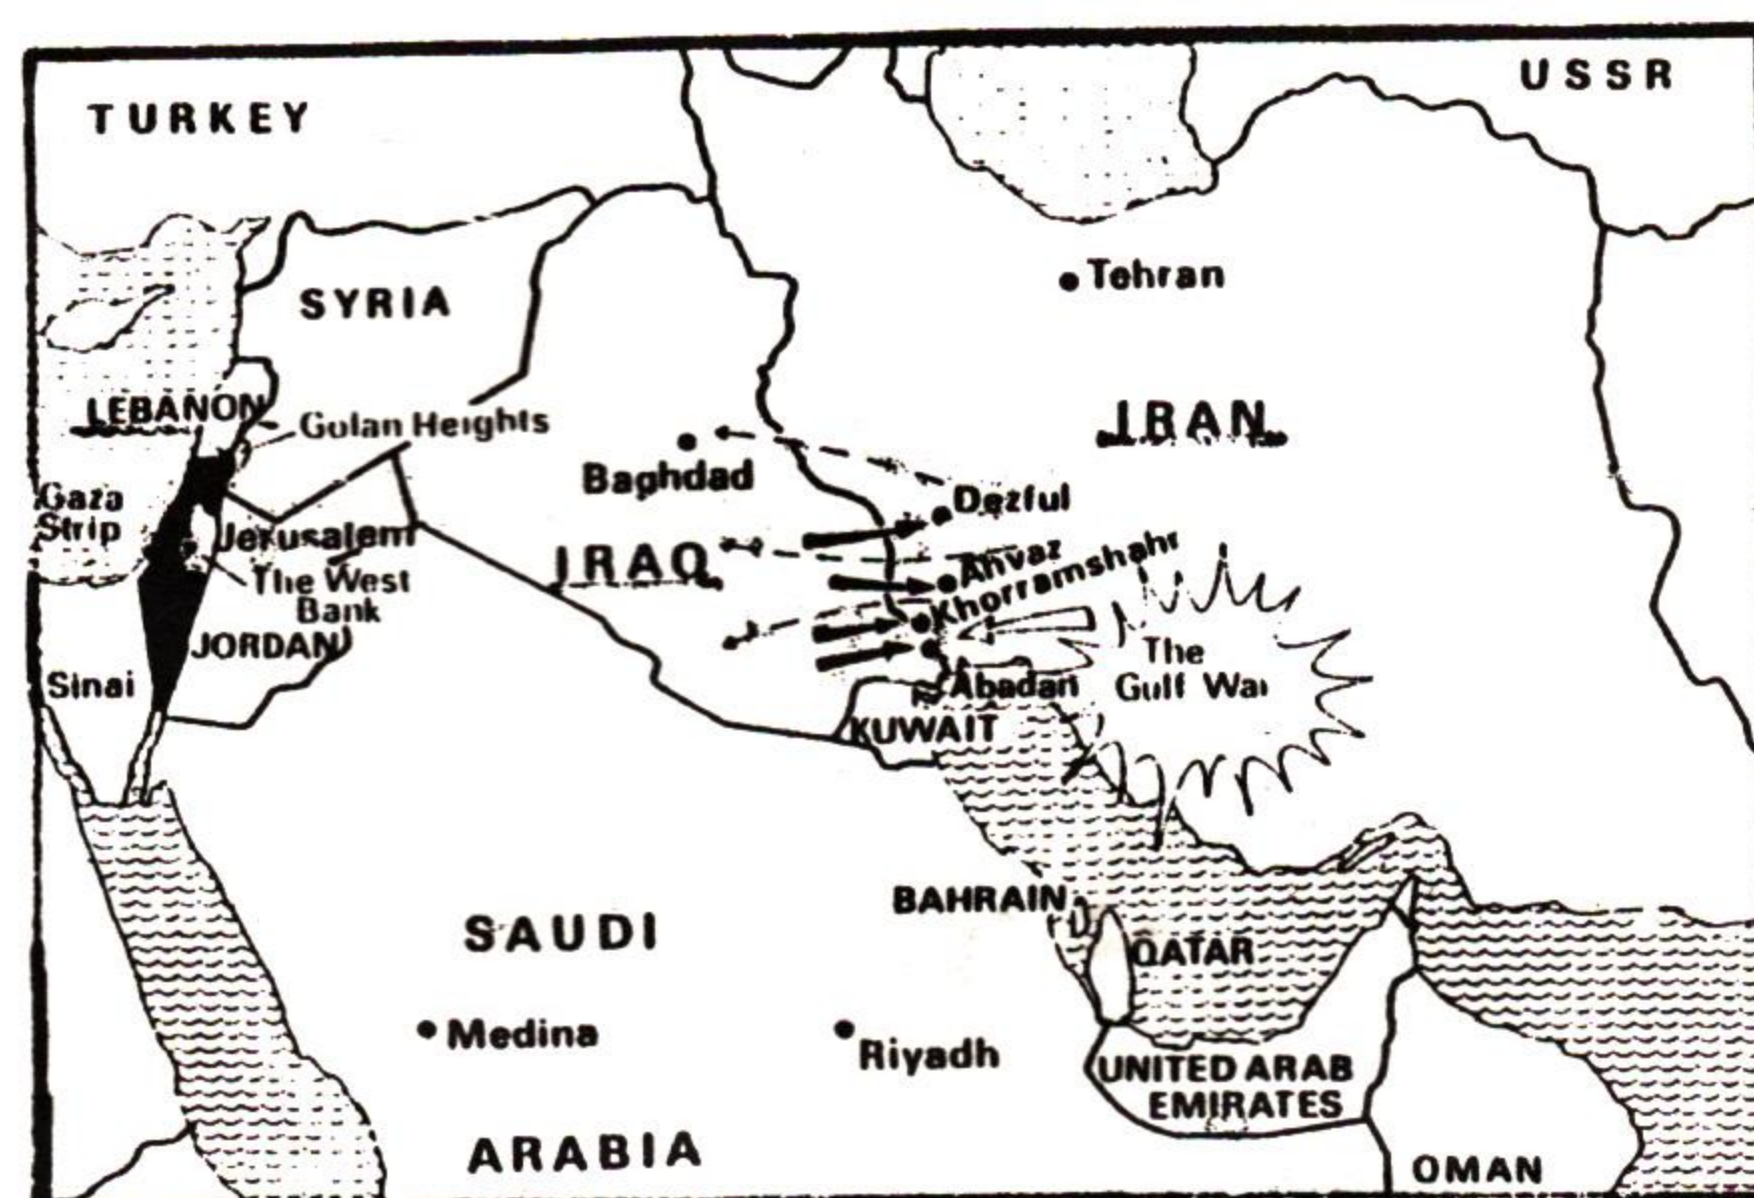 USSR
TURKEY
Tehran
SYRIA
LEBANON
IRAN
Golan Heights
Baghdad
Dezful
Gaza
Strip
Jerusalem
IRAQ
Ahvaz
Khorramshahr
The West
Bank
JORDAN
Sinai
The
Gulf War
Abadan
KUWAIT
BAHRAIN
SAUDI
QATAR
Medina
Riyadh
UNITED ARAB
EMIRATES
ARABIA
OMAN